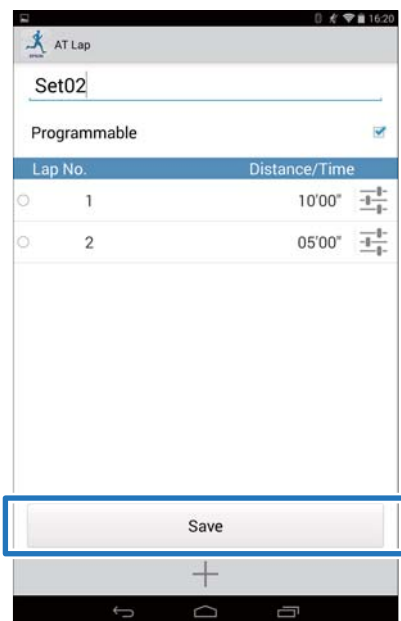 16:20
AT Lap
Set02
Programmable
Lap No. Distance/Time
1 10'00"
2 05'00"
Save